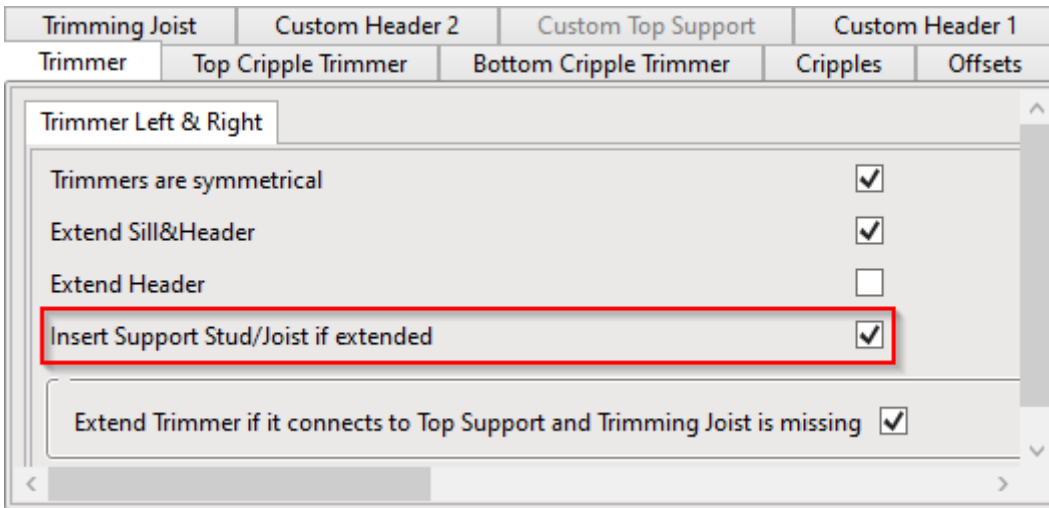 Trimming Joist Custom Header 2 Custom Top Support Custom Header 1
Trimmer Top Cripple Trimmer Bottom Cripple Trimmer Cripples Offsets
Trimmer Left & Right
Trimmers are symmetrical
Extend Sill&Header
Extend Header
Insert Support Stud/Joist if extended
Extend Trimmer if it connects to Top Support and Trimming Joist is missing